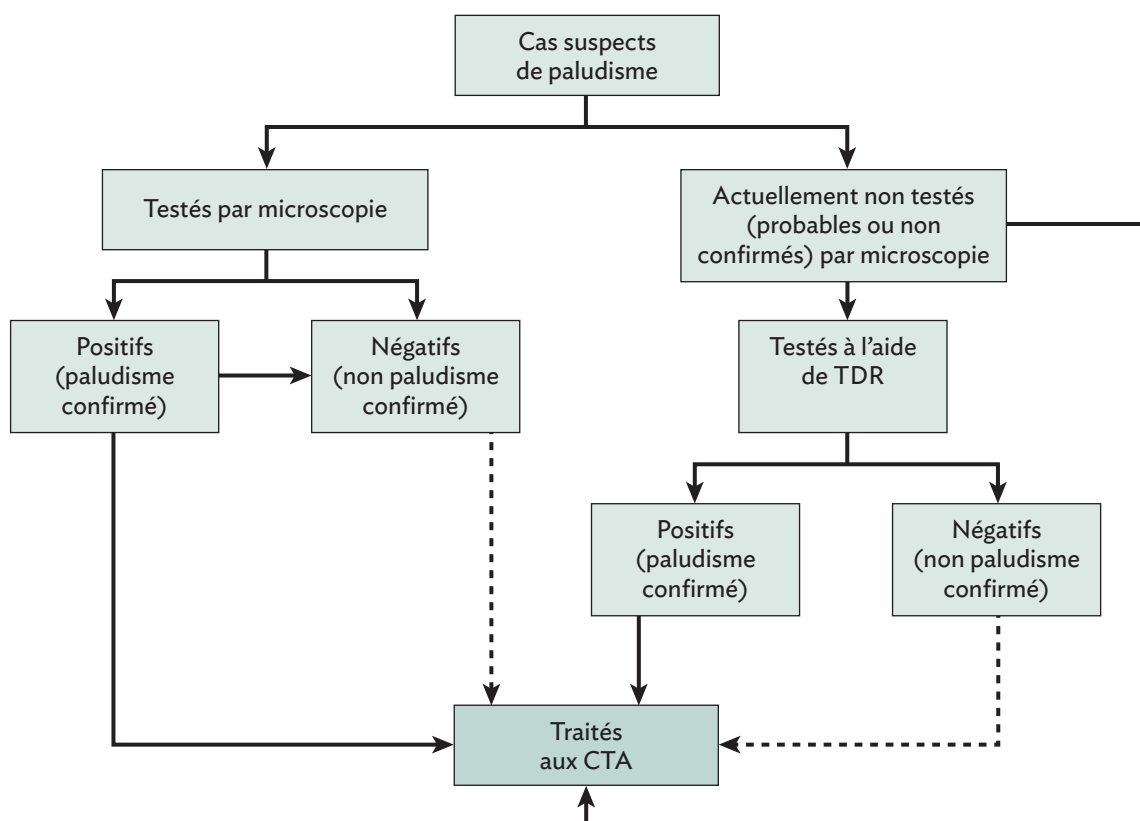 Cas suspects
de paludisme
Testés par microscopie
Actuellement non testés
(probables ou non
confirmés) par microscopie
Positifs
(paludisme
confirmé)
Négatifs
(non paludisme
confirmé)
Testés à l’aide
de TDR
Positifs
(paludisme
confirmé)
Négatifs
(non paludisme
confirmé)
Traités
aux CTA